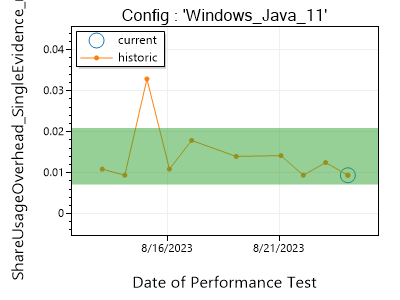 Config : 'Windows_Java_11'
current
historic
0.04
0.03
0.02
0.01
0
8/16/2023
8/21/2023
Date of Performance Test
ShareUsageOverhead_SingleEvidence_